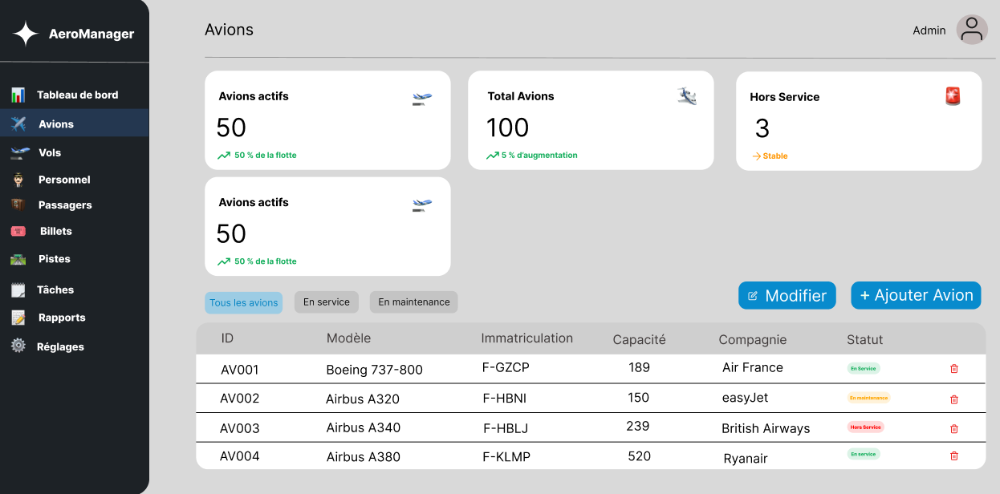 AeroManager
Tableau de bord
Avions
Vols
Personnel
Passagers
Billets
Pistes
Tâches
Rapports
Réglages
Avions
Admin
Avions actifs
50
50 % de la flotte
Total Avions
100
5 % d'augmentation
Hors Service
3
Stable
Avions actifs
50
50 % de la flotte
Tous les avions En service En maintenance
Modifier + Ajouter Avion
ID Modèle Immatriculation Capacité Compagnie Statut
AV001 Boeing 737-800 F-GZCP 189 Air France En Service
AV002 Airbus A320 F-HBNI 150 easyJet En maintenance
AV003 Airbus A340 F-HBLJ 239 British Airways Hors Service
AV004 Airbus A380 F-KLMP 520 Ryanair En service